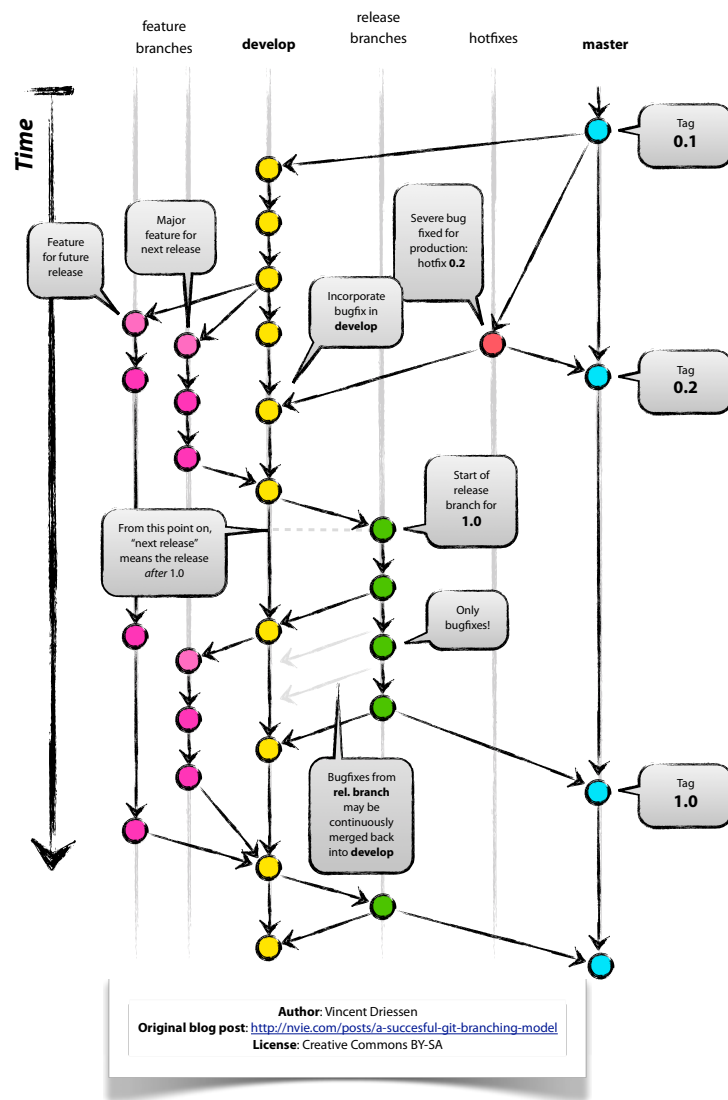 feature
branches
develop
release
branches
hotfixes
master
Time
Tag
0.1
Major
feature for
next release
Severe bug
fixed for
production:
hotfix 0.2
Feature
for future
release
Incorporate
bugfix in
develop
Tag
0.2
Start of
release
branch for
1.0
From this point on,
“next release”
means the release
after 1.0
Only
bugfixes!
Bugfixes from
rel. branch
may be
continuously
merged back
into develop
Tag
1.0
Author: Vincent Driessen
Original blog post: http://nvie.com/posts/a-succesful-git-branching-model
License: Creative Commons BY-SA